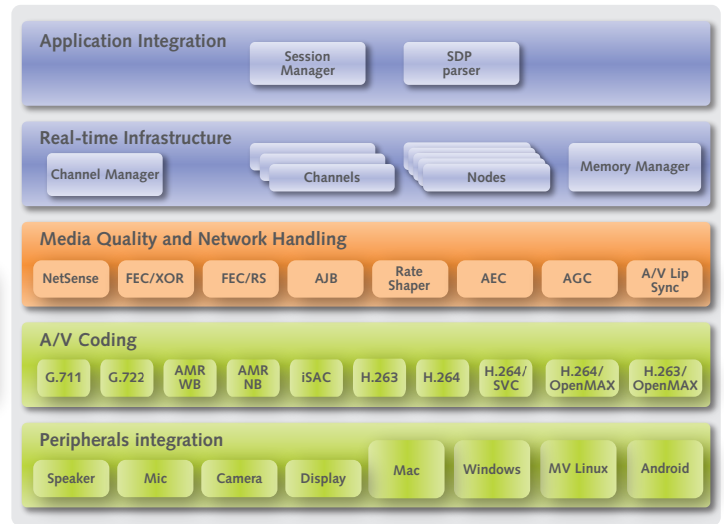 Application Integration
Session
Manager
SDP
parser
Real-time Infrastructure
Channel Manager
Channels
Nodes
Memory Manager
Media Quality and Network Handling
NetSense
FEC/XOR
FEC/RS
AJB
Rate
Shaper
AEC
AGC
A/V Lip
Sync
A/V Coding
G.711
G.722
AMR
WB
AMR
NB
iSAC
H.263
H.264
H.264/
SVC
H.264/
OpenMAX
H.263/
OpenMAX
Peripherals integration
Speaker
Mic
Camera
Display
Mac
Windows
MV Linux
Android